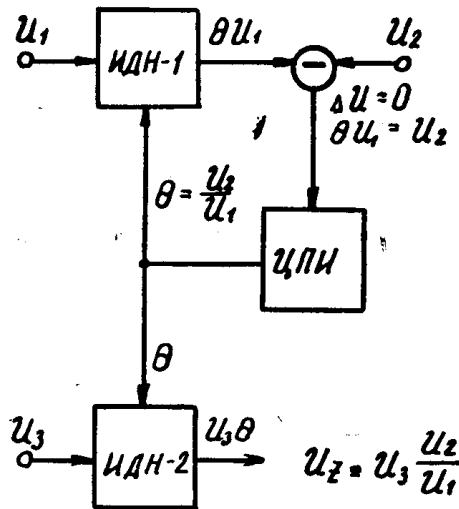 U₁
ИДН-1
θU₁
U₂
−
ΔU=0
θU₁=U₂
θ=U₂/U₁
ЦПИ
θ
U₃
ИДН-2
U₃θ
U_Z=U₃ U₂/U₁